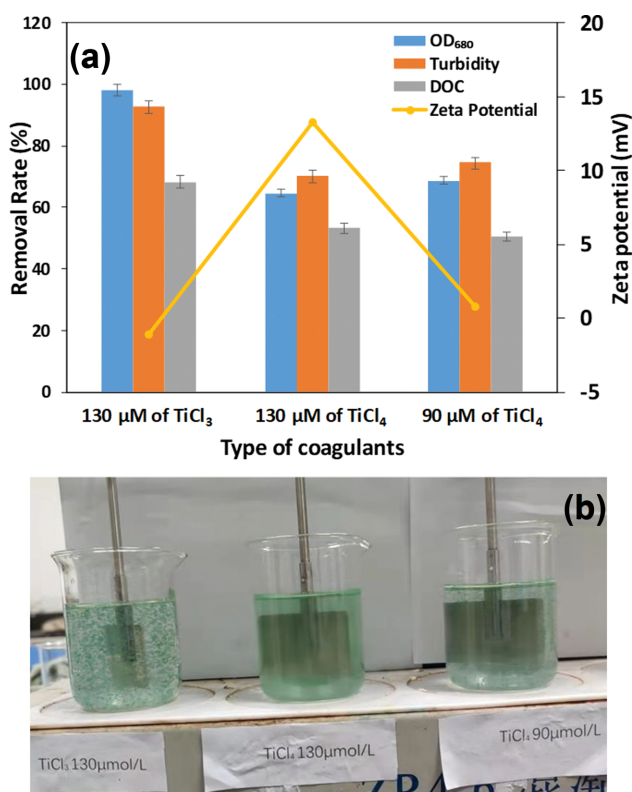 (a)
OD₆₈₀
Turbidity
DOC
Zeta Potential
Removal Rate (%)
120
100
80
60
40
20
0
Zeta potential (mV)
20
15
10
5
0
-5
130 µM of TiCl₃
130 µM of TiCl₄
90 µM of TiCl₄
Type of coagulants
(b)
TiCl₃ 130µmol/L
TiCl₄ 130µmol/L
TiCl₄ 90µmol/L